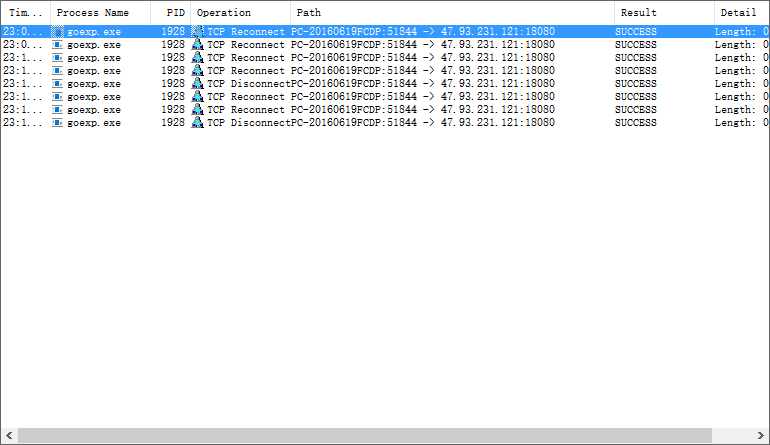 Tim... Process Name PID Operation Path Result Detail
23:0... goexp.exe 1928 TCP Reconnect PC-20160619FCDP:51844 -> 47.93.231.121:18080 SUCCESS Length: 0
23:0... goexp.exe 1928 TCP Reconnect PC-20160619FCDP:51844 -> 47.93.231.121:18080 SUCCESS Length: 0
23:1... goexp.exe 1928 TCP Reconnect PC-20160619FCDP:51844 -> 47.93.231.121:18080 SUCCESS Length: 0
23:1... goexp.exe 1928 TCP Reconnect PC-20160619FCDP:51844 -> 47.93.231.121:18080 SUCCESS Length: 0
23:1... goexp.exe 1928 TCP Disconnect PC-20160619FCDP:51844 -> 47.93.231.121:18080 SUCCESS Length: 0
23:1... goexp.exe 1928 TCP Reconnect PC-20160619FCDP:51844 -> 47.93.231.121:18080 SUCCESS Length: 0
23:1... goexp.exe 1928 TCP Reconnect PC-20160619FCDP:51844 -> 47.93.231.121:18080 SUCCESS Length: 0
23:1... goexp.exe 1928 TCP Disconnect PC-20160619FCDP:51844 -> 47.93.231.121:18080 SUCCESS Length: 0